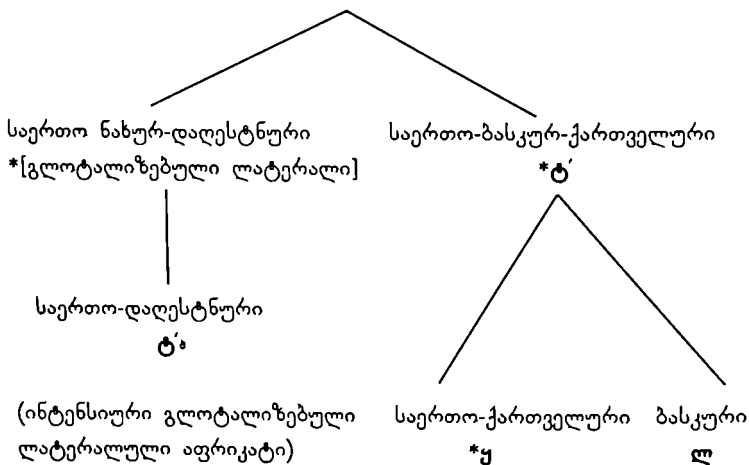 საერთო ნახურ-დაღესტნური
*[გლოტალიზებული ლატერალი]
საერთო-ბასკურ-ქართველური
*ტ′
საერთო-დაღესტნური
(ინტენსიური გლოტალიზებული
ლატერალური აფრიკატი)
საერთო-ქართველური
*ყ
ბასკური
ლ